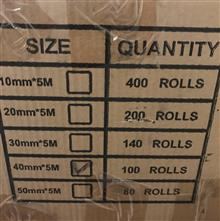 SIZE QUANTITY
10mm*5M 400 ROLLS
20mm*5M 200 ROLLS
30mm*5M 140 ROLLS
40mm*5M 100 ROLLS
50mm*5M 80 ROLLS